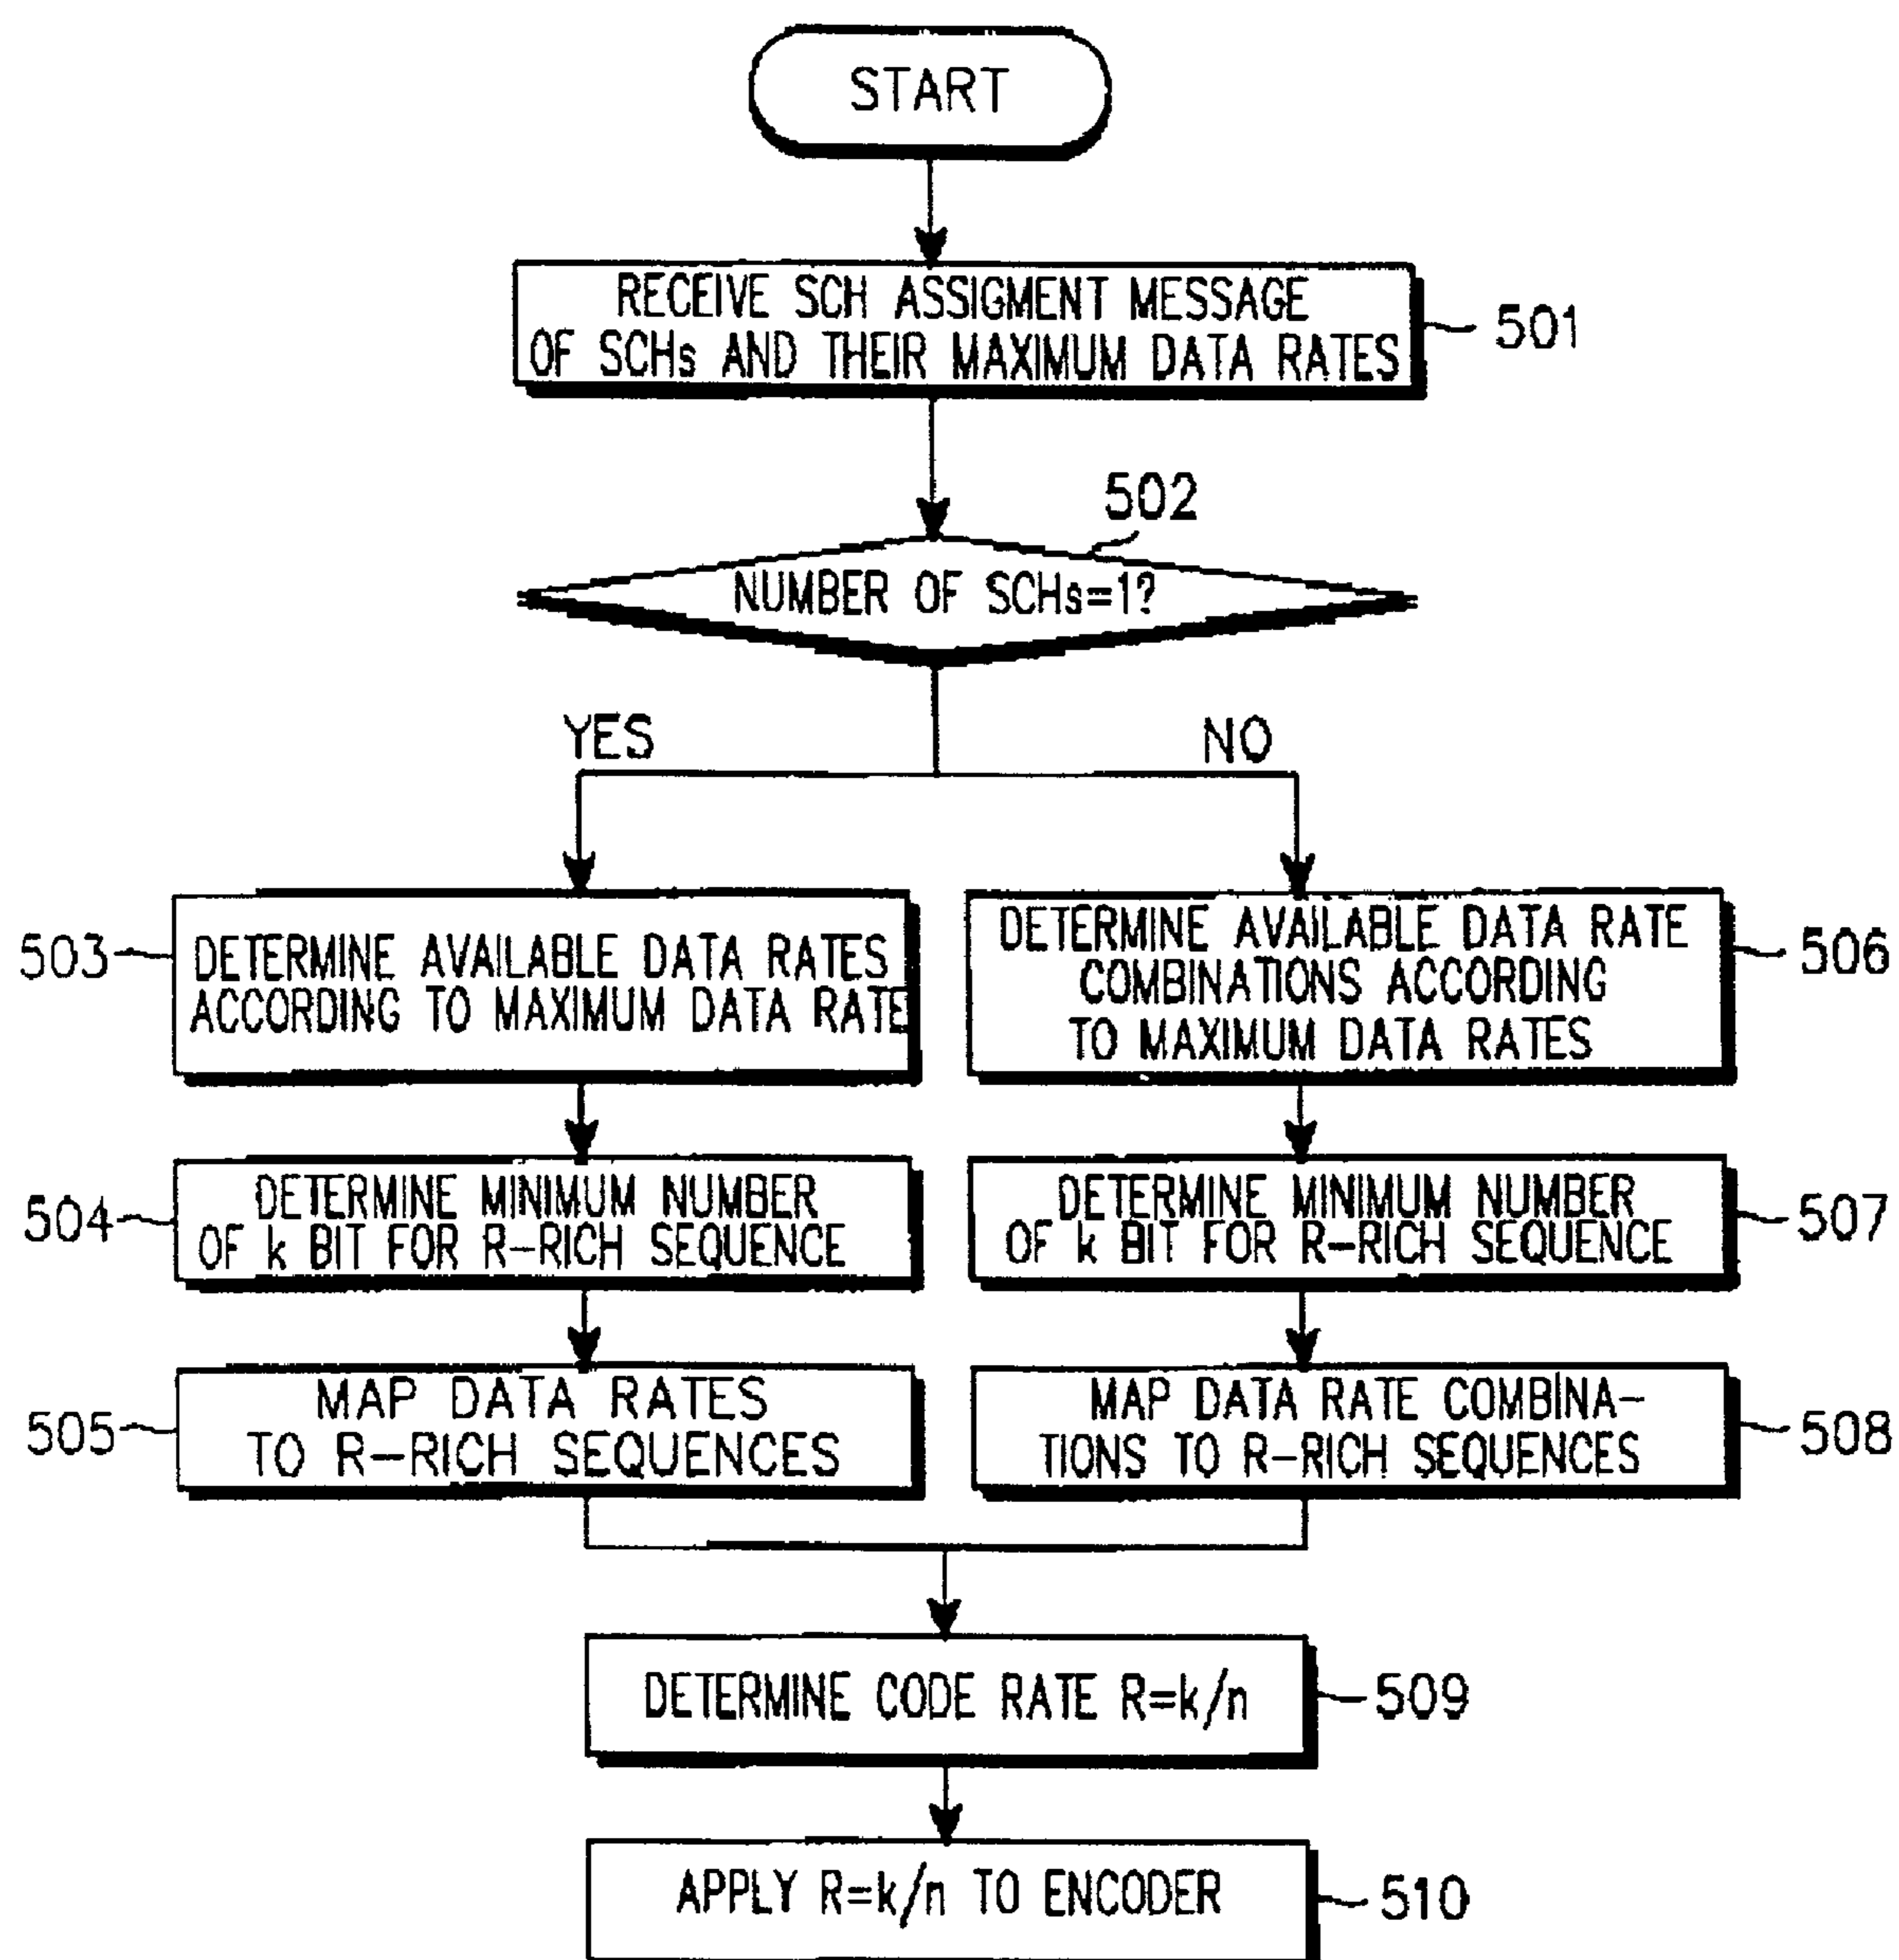 START
RECEIVE SCH ASSIGMENT MESSAGE
OF SCHs AND THEIR MAXIMUM DATA RATES
501
502
NUMBER OF SCHs=1?
YES
NO
503
DETERMINE AVAILABLE DATA RATES
ACCORDING TO MAXIMUM DATA RATE
DETERMINE AVAILABLE DATA RATE
COMBINATIONS ACCORDING
TO MAXIMUM DATA RATES
506
504
DETERMINE MINIMUM NUMBER
OF k BIT FOR R-RICH SEQUENCE
DETERMINE MINIMUM NUMBER
OF k BIT FOR R-RICH SEQUENCE
507
505
MAP DATA RATES
TO R-RICH SEQUENCES
MAP DATA RATE COMBINA-
TIONS TO R-RICH SEQUENCES
508
DETERMINE CODE RATE R=k/n
509
APPLY R=k/n TO ENCODER
510